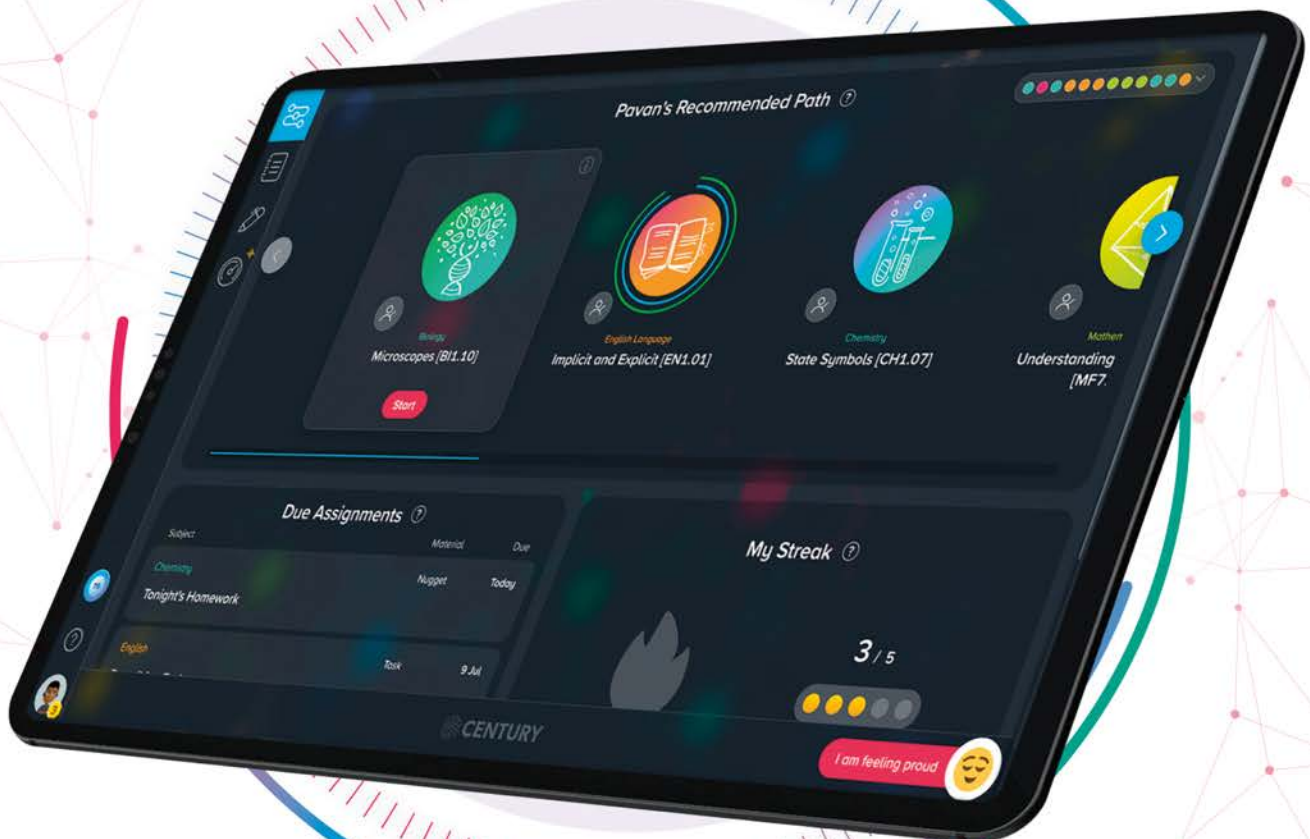 Pavan's Recommended Path ?
Biology
Microscopes [BI1.10]
Start
English Language
Implicit and Explicit [EN1.01]
Chemistry
State Symbols [CH1.07]
Mathem
Understanding
[MF7.
Due Assignments ?
Subject Material Due
Chemistry
Tonight's Homework Nugget Today
English
Task 9 Jul
My Streak ?
3 / 5
?
3
CENTURY
I am feeling proud